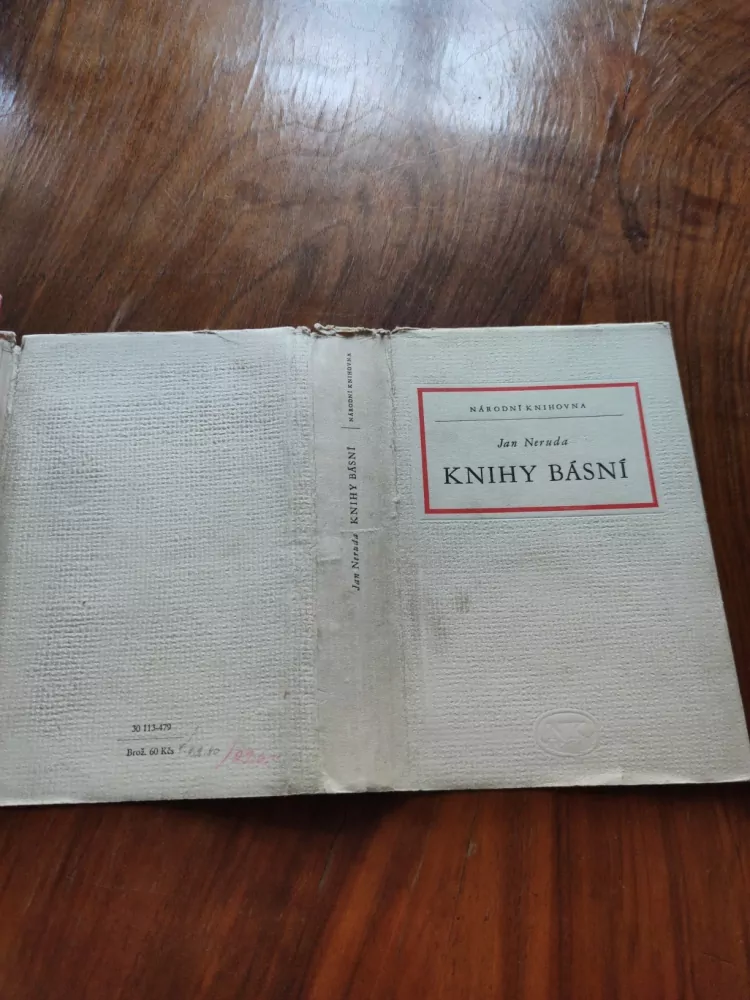 NÁRODNÍ KNIHOVNA
Jan Neruda
KNIHY BÁSNÍ
Jan Neruda KNIHY BÁSNÍ NÁRODNÍ KNIHOVNA
30 113-479
Brož. 60 Kčs